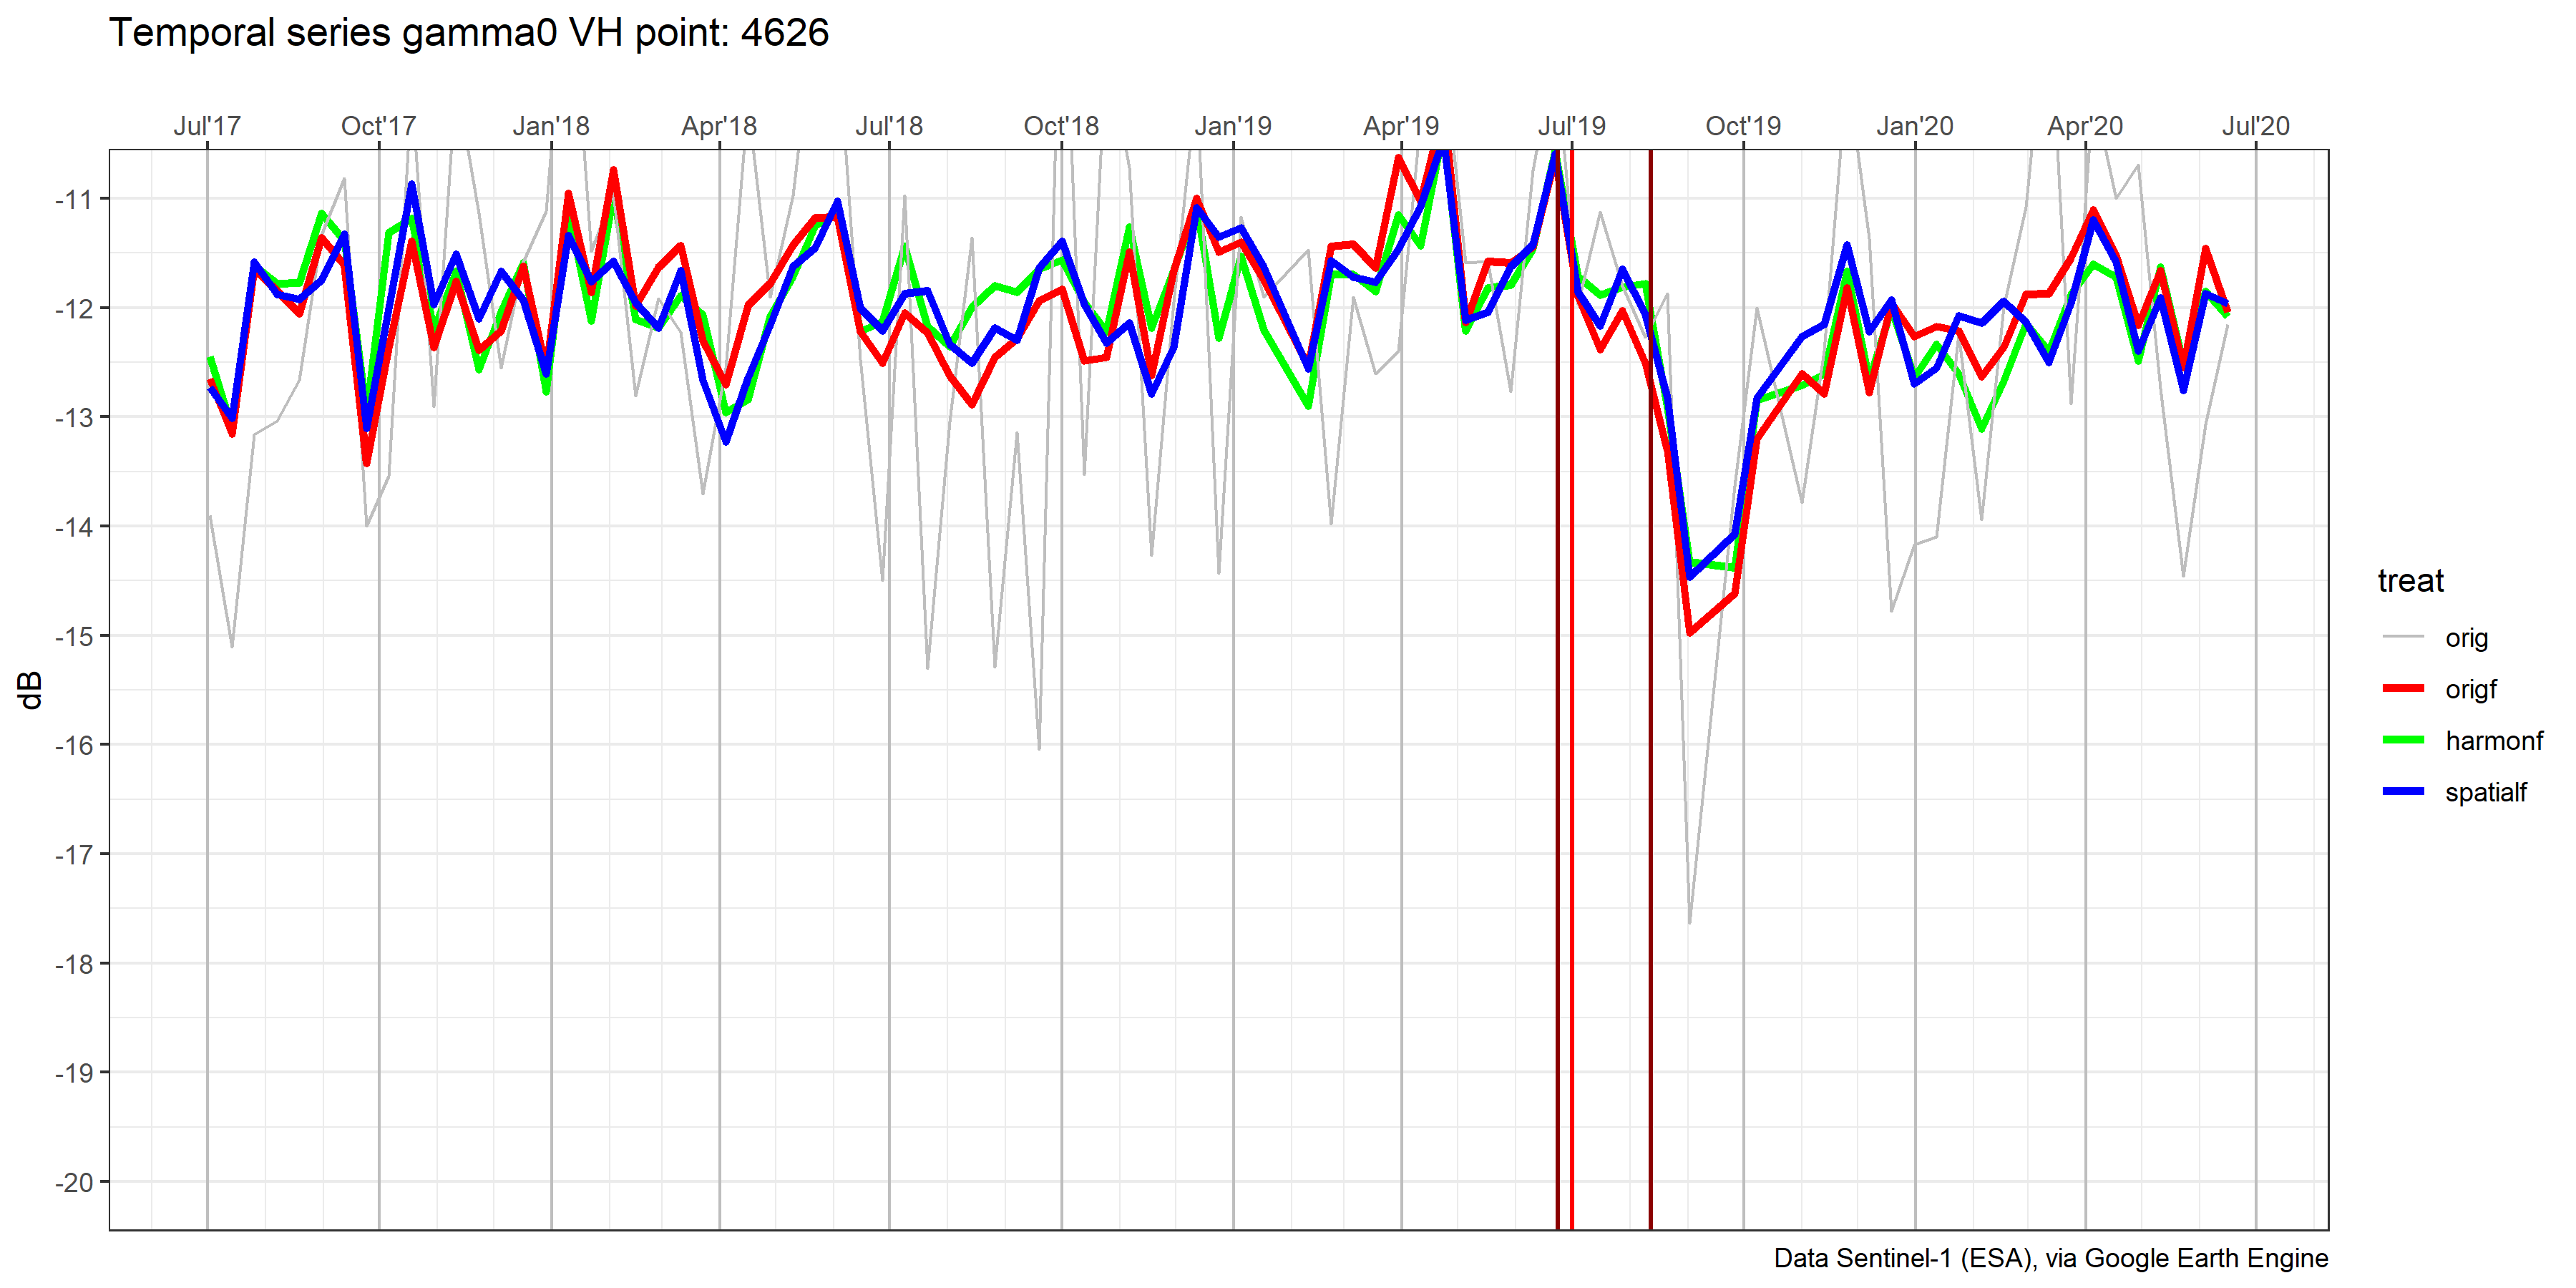 Temporal series gamma0 VH point: 4626
Jul'17 Oct'17 Jan'18 Apr'18 Jul'18 Oct'18 Jan'19 Apr'19 Jul'19 Oct'19 Jan'20 Apr'20 Jul'20
-11
-12
-13
-14
-15
-16
-17
-18
-19
-20
dB
treat
orig
origf
harmonf
spatialf
Data Sentinel-1 (ESA), via Google Earth Engine